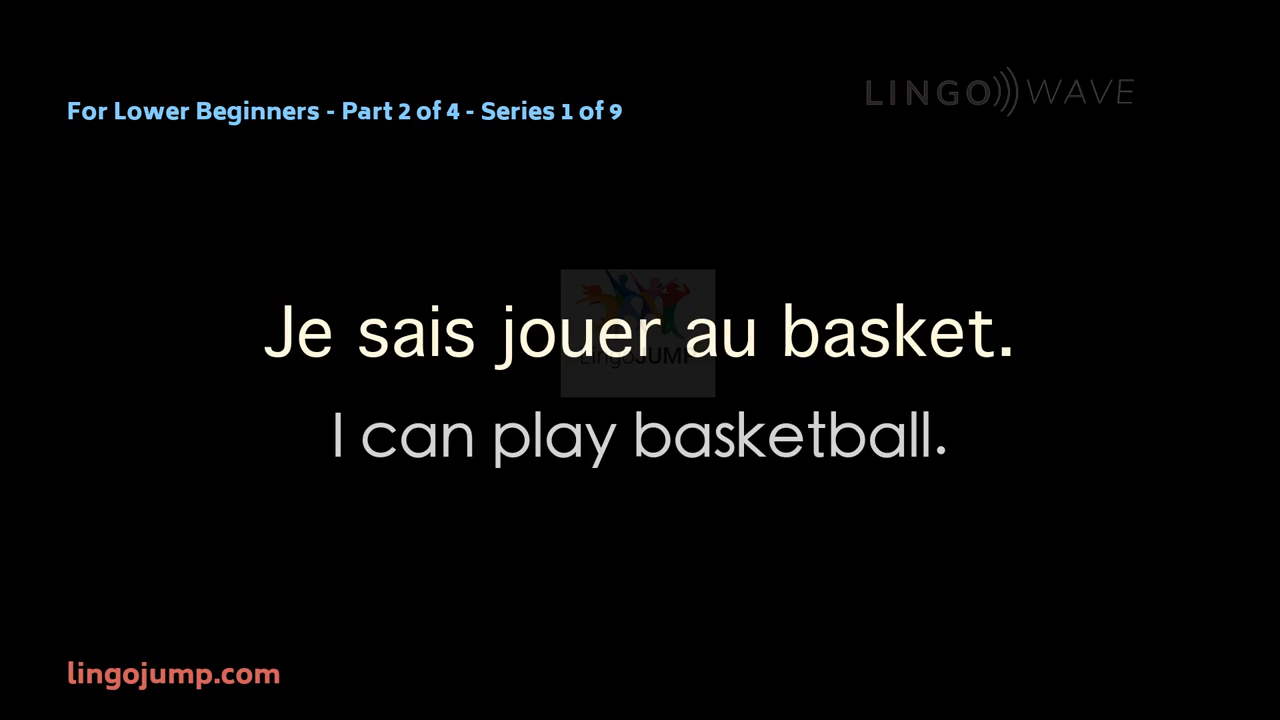 LINGO WAVE
For Lower Beginners - Part 2 of 4 - Series 1 of 9
Je sais jouer au basket.
LingoJUMP
I can play basketball.
lingojump.com